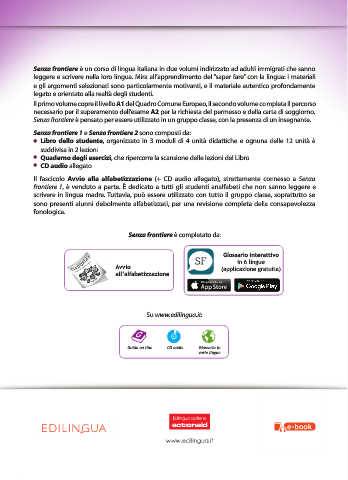 Senza frontiere è un corso di lingua italiana in due volumi indirizzato ad adulti immigrati che sanno
leggere e scrivere nella loro lingua. Mira all'apprendimento del "saper fare" con la lingua: i materiali
e gli argomenti selezionati sono particolarmente motivanti, e il materiale autentico profondamente
legato e orientato alla realtà degli studenti.
Il primo volume copre il livello A1 del Quadro Comune Europeo, il secondo volume completa il percorso
necessario per il superamento dell'esame A2 per la richiesta del permesso e della carta di soggiorno.
Senza frontiere è pensato per essere utilizzato in un gruppo classe, con la presenza di un insegnante.
Senza frontiere 1 e Senza frontiere 2 sono composti da:
Libro dello studente, organizzato in 3 moduli di 4 unità didattiche e ognuna delle 12 unità è
suddivisa in 2 lezioni
Quaderno degli esercizi, che ripercorre la scansione delle lezioni del Libro
CD audio allegato
Il fascicolo Avvio alla alfabetizzazione (+ CD audio allegato), strettamente connesso a Senza
frontiere 1, è venduto a parte. È dedicato a tutti gli studenti analfabeti che non sanno leggere e
scrivere in lingua madre. Tuttavia, può essere utilizzato con tutto il gruppo classe, soprattutto se
sono presenti alunni debolmente alfabetizzati, per una revisione della consapevolezza
fonologica.
Senza frontiere è completato da:
Avvio
all'alfabetizzazione
SF
Glossario interattivo
in 6 lingue
(applicazione gratuita)
App Store
Google Play
Su www.edilingua.it:
Guida on line
CD audio
Glossario in
varie lingue
EDILINGUA
Edilingua sostiene
actionaid
www.edilingua.it
e-book